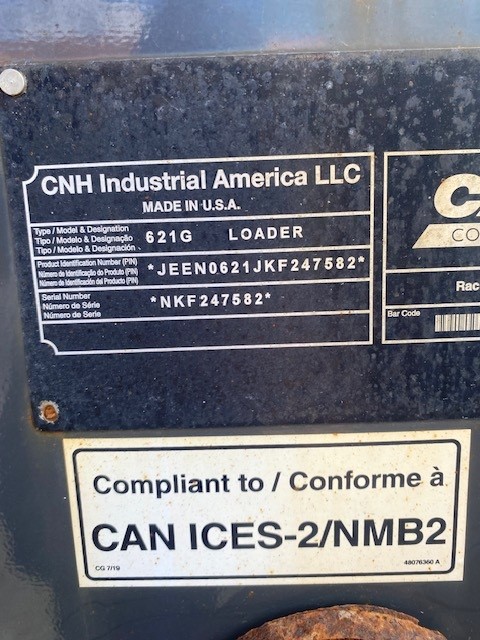 CNH Industrial America LLC
MADE IN U.S.A.
Type / Model & Designation
Tipo / Modelo & Designação
Tipo / Modelo & Designación
621G LOADER
Product Identification Number (PIN)
Número de Identificação do Produto (PIN)
Número de Identificación del Producto (PIN)
*JEEN0621JKF247582*
Serial Number
Número de Série
Número de Serie
*NKF247582*
CA
CO
Rac
Bar Code
Compliant to / Conforme à
CAN ICES-2/NMB2
CG 7/19
48076360 A